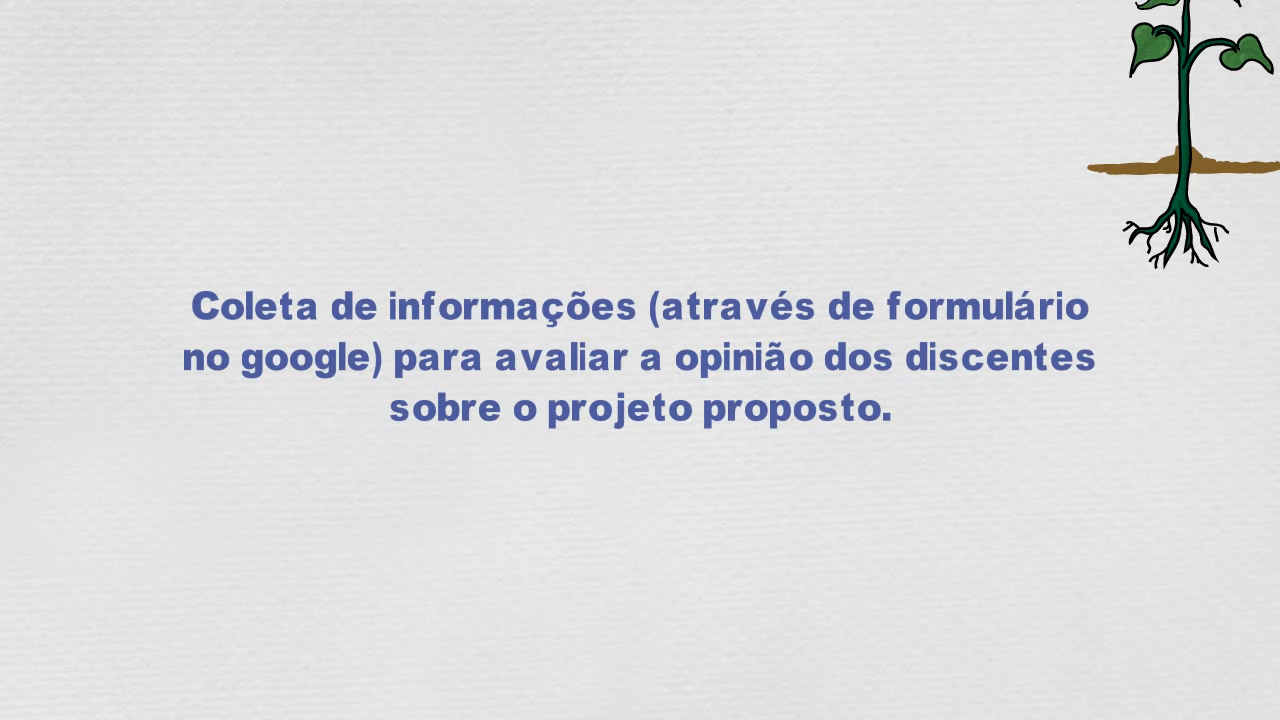 Coleta de informações (através de formulário
no google) para avaliar a opinião dos discentes
sobre o projeto proposto.